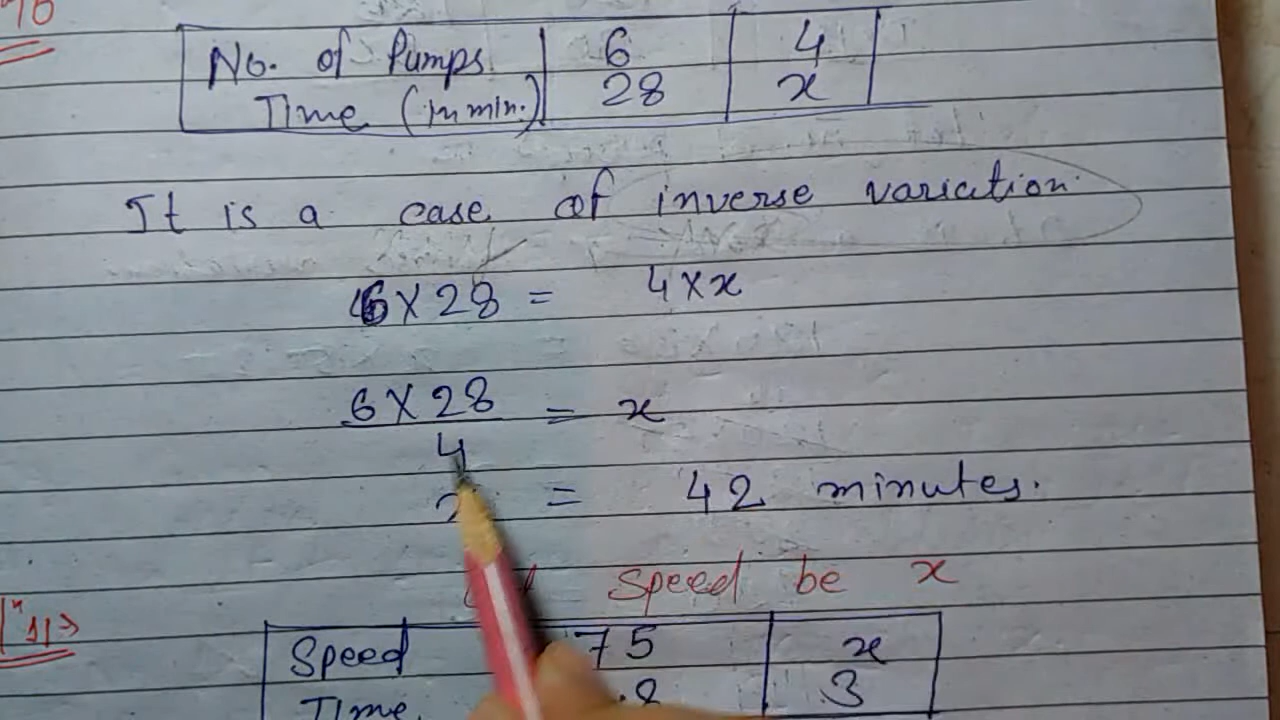 No. of Pumps 6 4
Time (in min.) 28 x
It is a case of inverse variation.
6 X 28 = 4 X x
6 X 28 = x
4
= 42 minutes.
Speed be x
Speed 75 x
Time 3